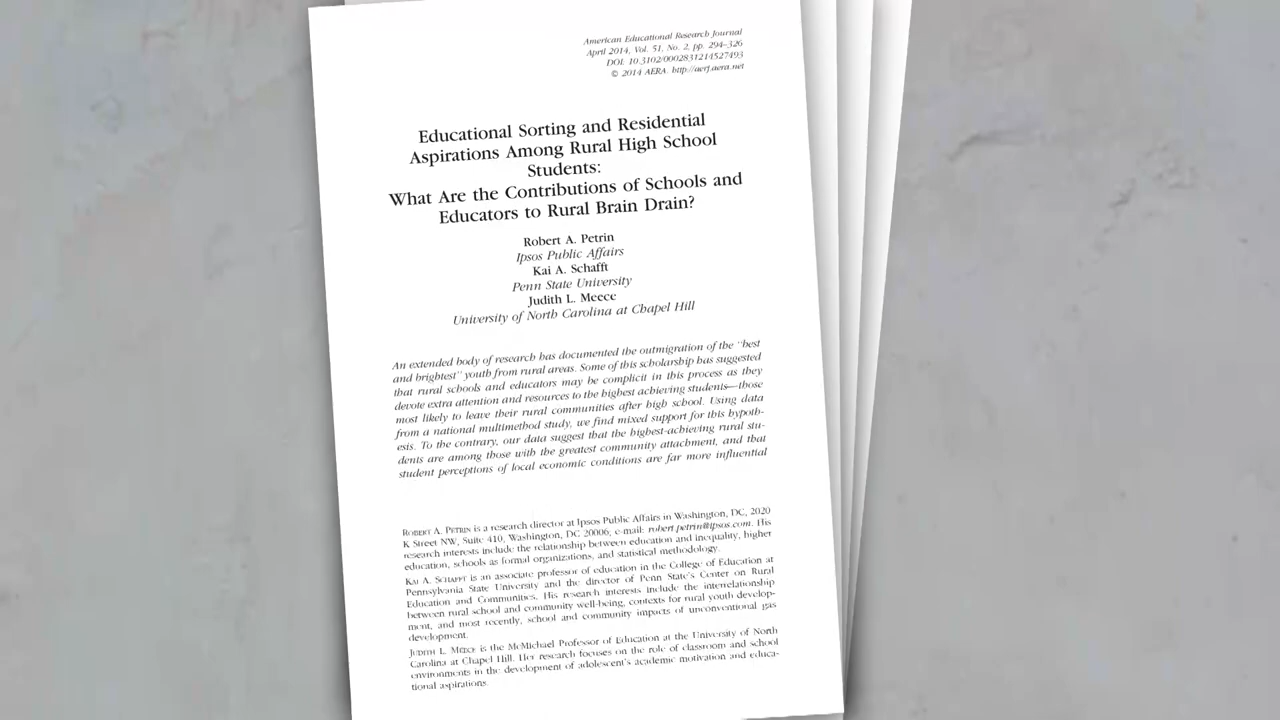 American Educational Research Journal
April 2014, Vol. 51, No. 2, pp. 294–326
DOI: 10.3102/0002831214527493
© 2014 AERA. http://aerj.aera.net
Educational Sorting and Residential
Aspirations Among Rural High School
Students:
What Are the Contributions of Schools and
Educators to Rural Brain Drain?
Robert A. Petrin
Ipsos Public Affairs
Kai A. Schafft
Penn State University
Judith L. Meece
University of North Carolina at Chapel Hill
An extended body of research has documented the outmigration of the "best
and brightest" youth from rural areas. Some of this scholarship has suggested
that rural schools and educators may be complicit in this process as they
devote extra attention and resources to the highest achieving students—those
most likely to leave their rural communities after high school. Using data
from a national multimethod study, we find mixed support for this hypoth-
esis. To the contrary, our data suggest that the highest-achieving rural stu-
dents are among those with the greatest community attachment, and that
student perceptions of local economic conditions are far more influential
ROBERT A. PETRIN is a research director at Ipsos Public Affairs in Washington, DC, 2020
K Street NW, Suite 410, Washington, DC 20006; e-mail: robert.petrin@ipsos.com. His
research interests include the relationship between education and inequality, higher
education, schools as formal organizations, and statistical methodology.
KAI A. SCHAFFT is an associate professor of education in the College of Education at
Pennsylvania State University and the director of Penn State's Center on Rural
Education and Communities. His research interests include the interrelationship
between rural school and community well-being, contexts for rural youth develop-
ment, and most recently, school and community impacts of unconventional gas
development.
JUDITH L. MEECE is the McMichael Professor of Education at the University of North
Carolina at Chapel Hill. Her research focuses on the role of classroom and school
environments in the development of adolescent's academic motivation and educa-
tional aspirations.